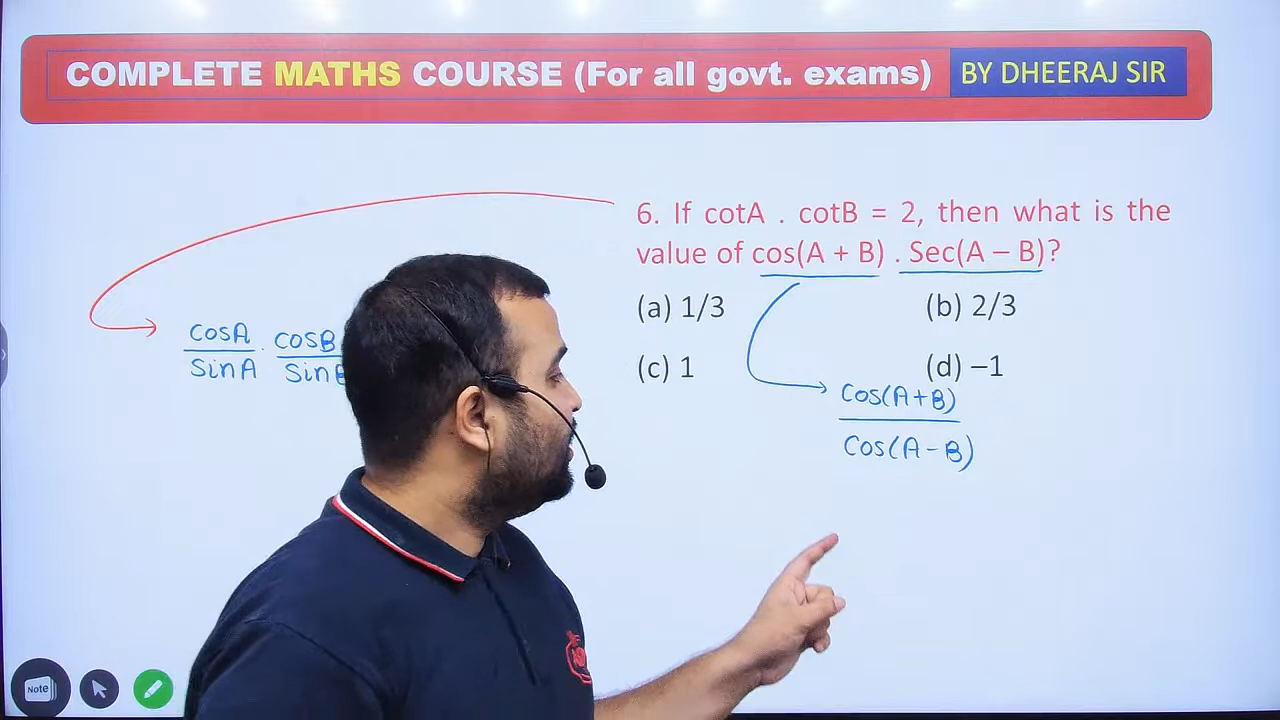 COMPLETE MATHS COURSE (For all govt. exams) BY DHEERAJ SIR
6. If cotA . cotB = 2, then what is the
value of cos(A + B) . Sec(A – B)?
(a) 1/3 (b) 2/3
(c) 1 (d) –1
cosA . cosB
sinA sinB
Cos(A+B)
Cos(A-B)
Note